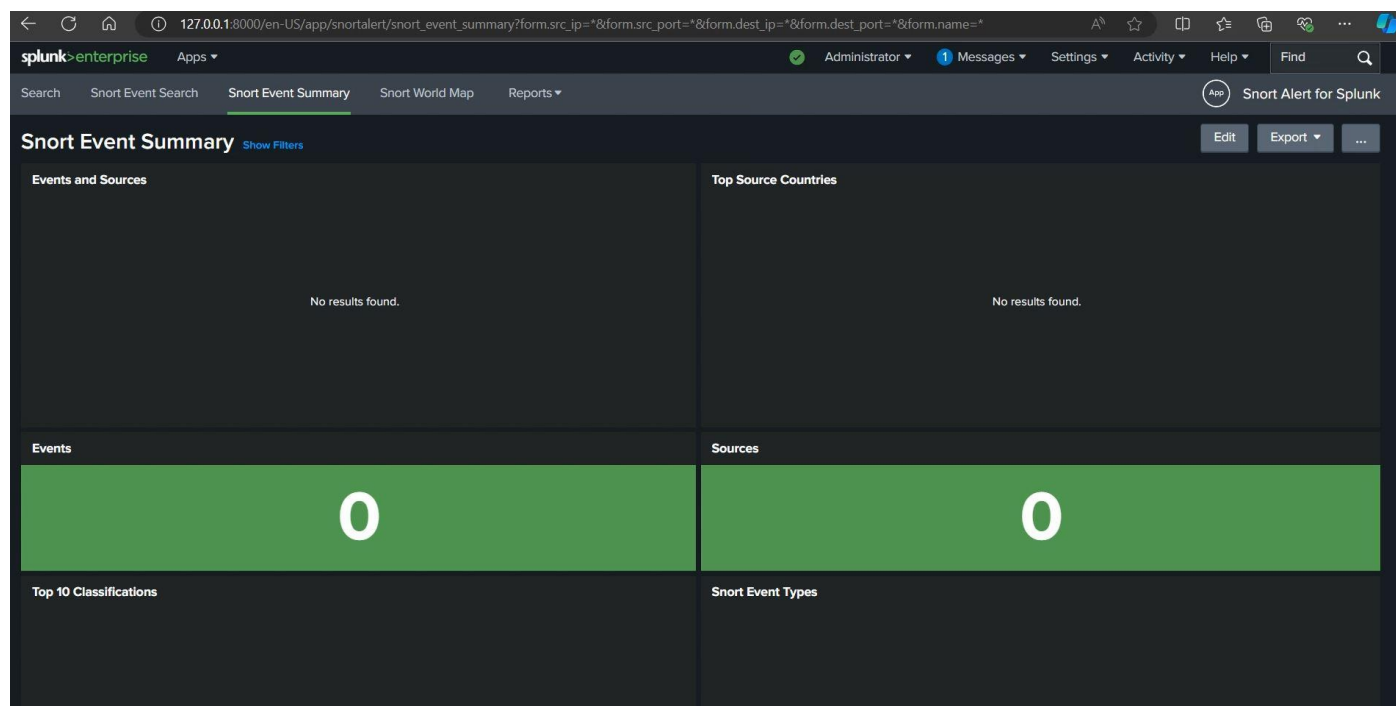 127.0.0.1:8000/en-US/app/snortalert/snort_event_summary?form.src_ip=*&form.src_port=*&form.dest_ip=*&form.dest_port=*&form.name=*
splunk>enterprise Apps Administrator 1 Messages Settings Activity Help Find
Search Snort Event Search Snort Event Summary Snort World Map Reports App Snort Alert for Splunk
Snort Event Summary Show Filters Edit Export ...
Events and Sources Top Source Countries
No results found. No results found.
Events Sources
0 0
Top 10 Classifications Snort Event Types